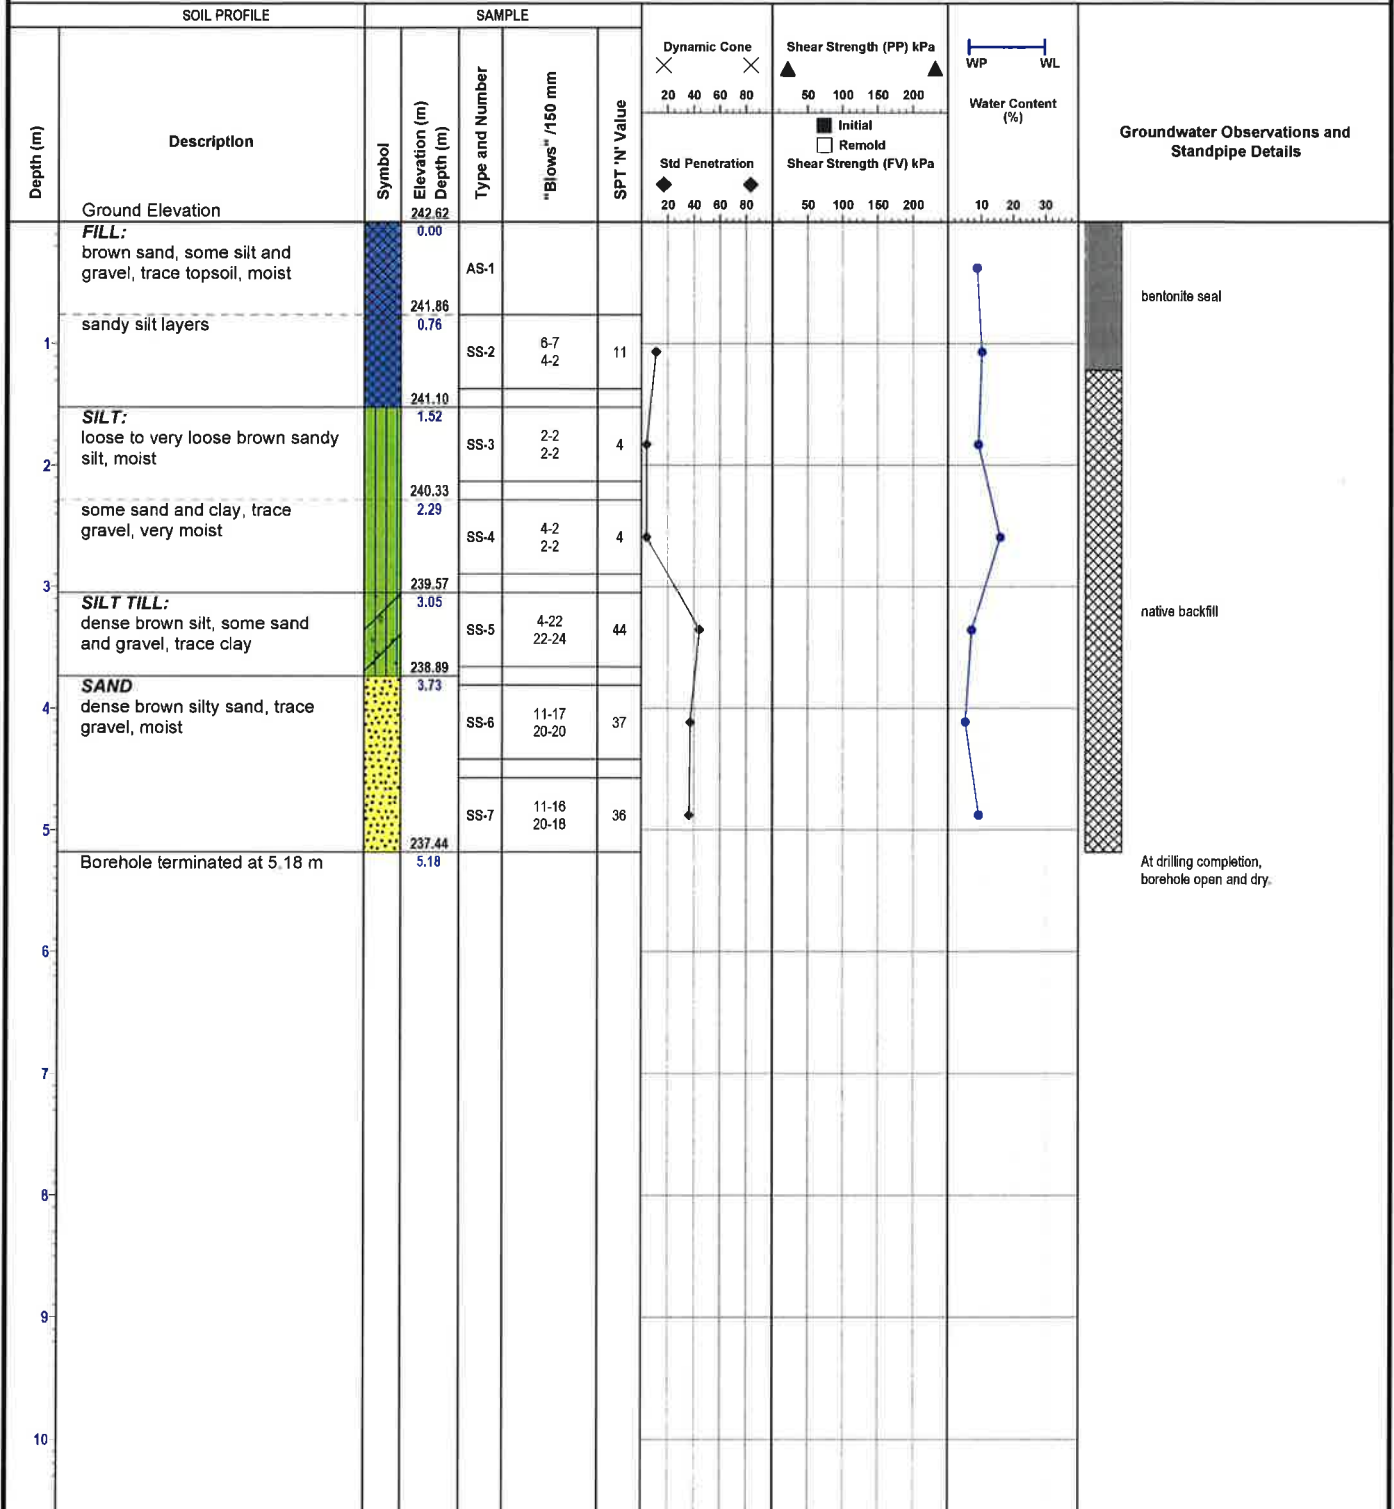 SOIL PROFILE
SAMPLE
Depth (m)
Description
Symbol
Elevation (m)
Depth (m)
Type and Number
"Blows" /150 mm
SPT 'N' Value
Dynamic Cone
20 40 60 80
Std Penetration
20 40 60 80
Shear Strength (PP) kPa
50 100 150 200
Initial
Remold
Shear Strength (FV) kPa
50 100 150 200
WP WL
Water Content
(%)
10 20 30
Groundwater Observations and
Standpipe Details
Ground Elevation
242.62
FILL:
0.00
brown sand, some silt and
gravel, trace topsoil, moist
AS-1
bentonite seal
241.86
sandy silt layers
0.76
1
SS-2
6-7
4-2
11
241.10
SILT:
1.52
loose to very loose brown sandy
silt, moist
SS-3
2-2
2-2
4
2
240.33
some sand and clay, trace
2.29
gravel, very moist
SS-4
4-2
2-2
4
3
239.57
SILT TILL:
3.05
dense brown silt, some sand
and gravel, trace clay
SS-5
4-22
22-24
44
native backfill
238.89
SAND
3.73
dense brown silty sand, trace
gravel, moist
4
SS-6
11-17
20-20
37
SS-7
11-16
20-18
36
5
237.44
Borehole terminated at 5.18 m
5.18
At drilling completion,
borehole open and dry.
6
7
8
9
10